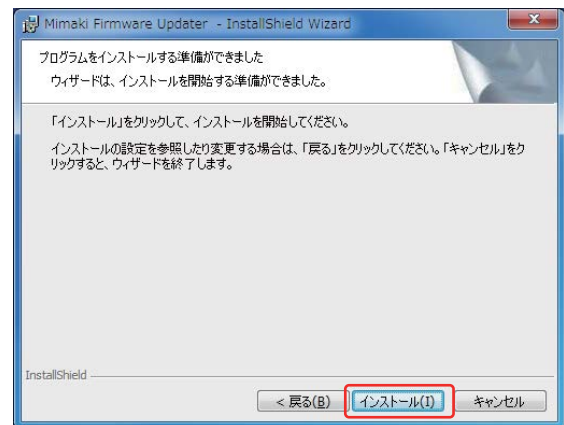 Mimaki Firmware Updater - InstallShield Wizard
プログラムをインストールする準備ができました
ウィザードは、インストールを開始する準備ができました。
「インストール」をクリックして、インストールを開始してください。
インストールの設定を参照したり変更する場合は、「戻る」をクリックしてください。「キャンセル」をク
リックすると、ウィザードを終了します。
InstallShield
< 戻る(B) インストール(I) キャンセル